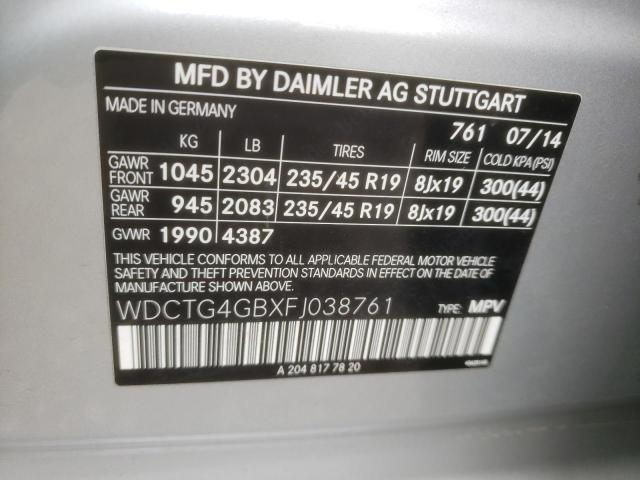 MFD BY DAIMLER AG STUTTGART
MADE IN GERMANY
761 07/14
KG LB TIRES RIM SIZE COLD KPA(PSI)
GAWR FRONT 1045 2304 235/45 R19 8Jx19 300(44)
GAWR REAR 945 2083 235/45 R19 8Jx19 300(44)
GVWR 1990 4387
THIS VEHICLE CONFORMS TO ALL APPLICABLE FEDERAL MOTOR VEHICLE
SAFETY AND THEFT PREVENTION STANDARDS IN EFFECT ON THE DATE OF
MANUFACTURE SHOWN ABOVE.
WDCTG4GBXFJ038761 TYPE: MPV
A 204 817 78 20